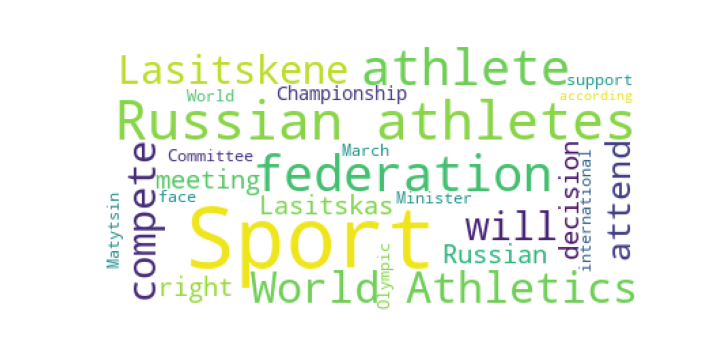 Lasitskene athlete
support
World Championship according
Russian athletes
compete Committee March decision international attend
federation
meeting
Matytsin face Lasitskas Minister
Sport will
Russian
Olympic
right World Athletics